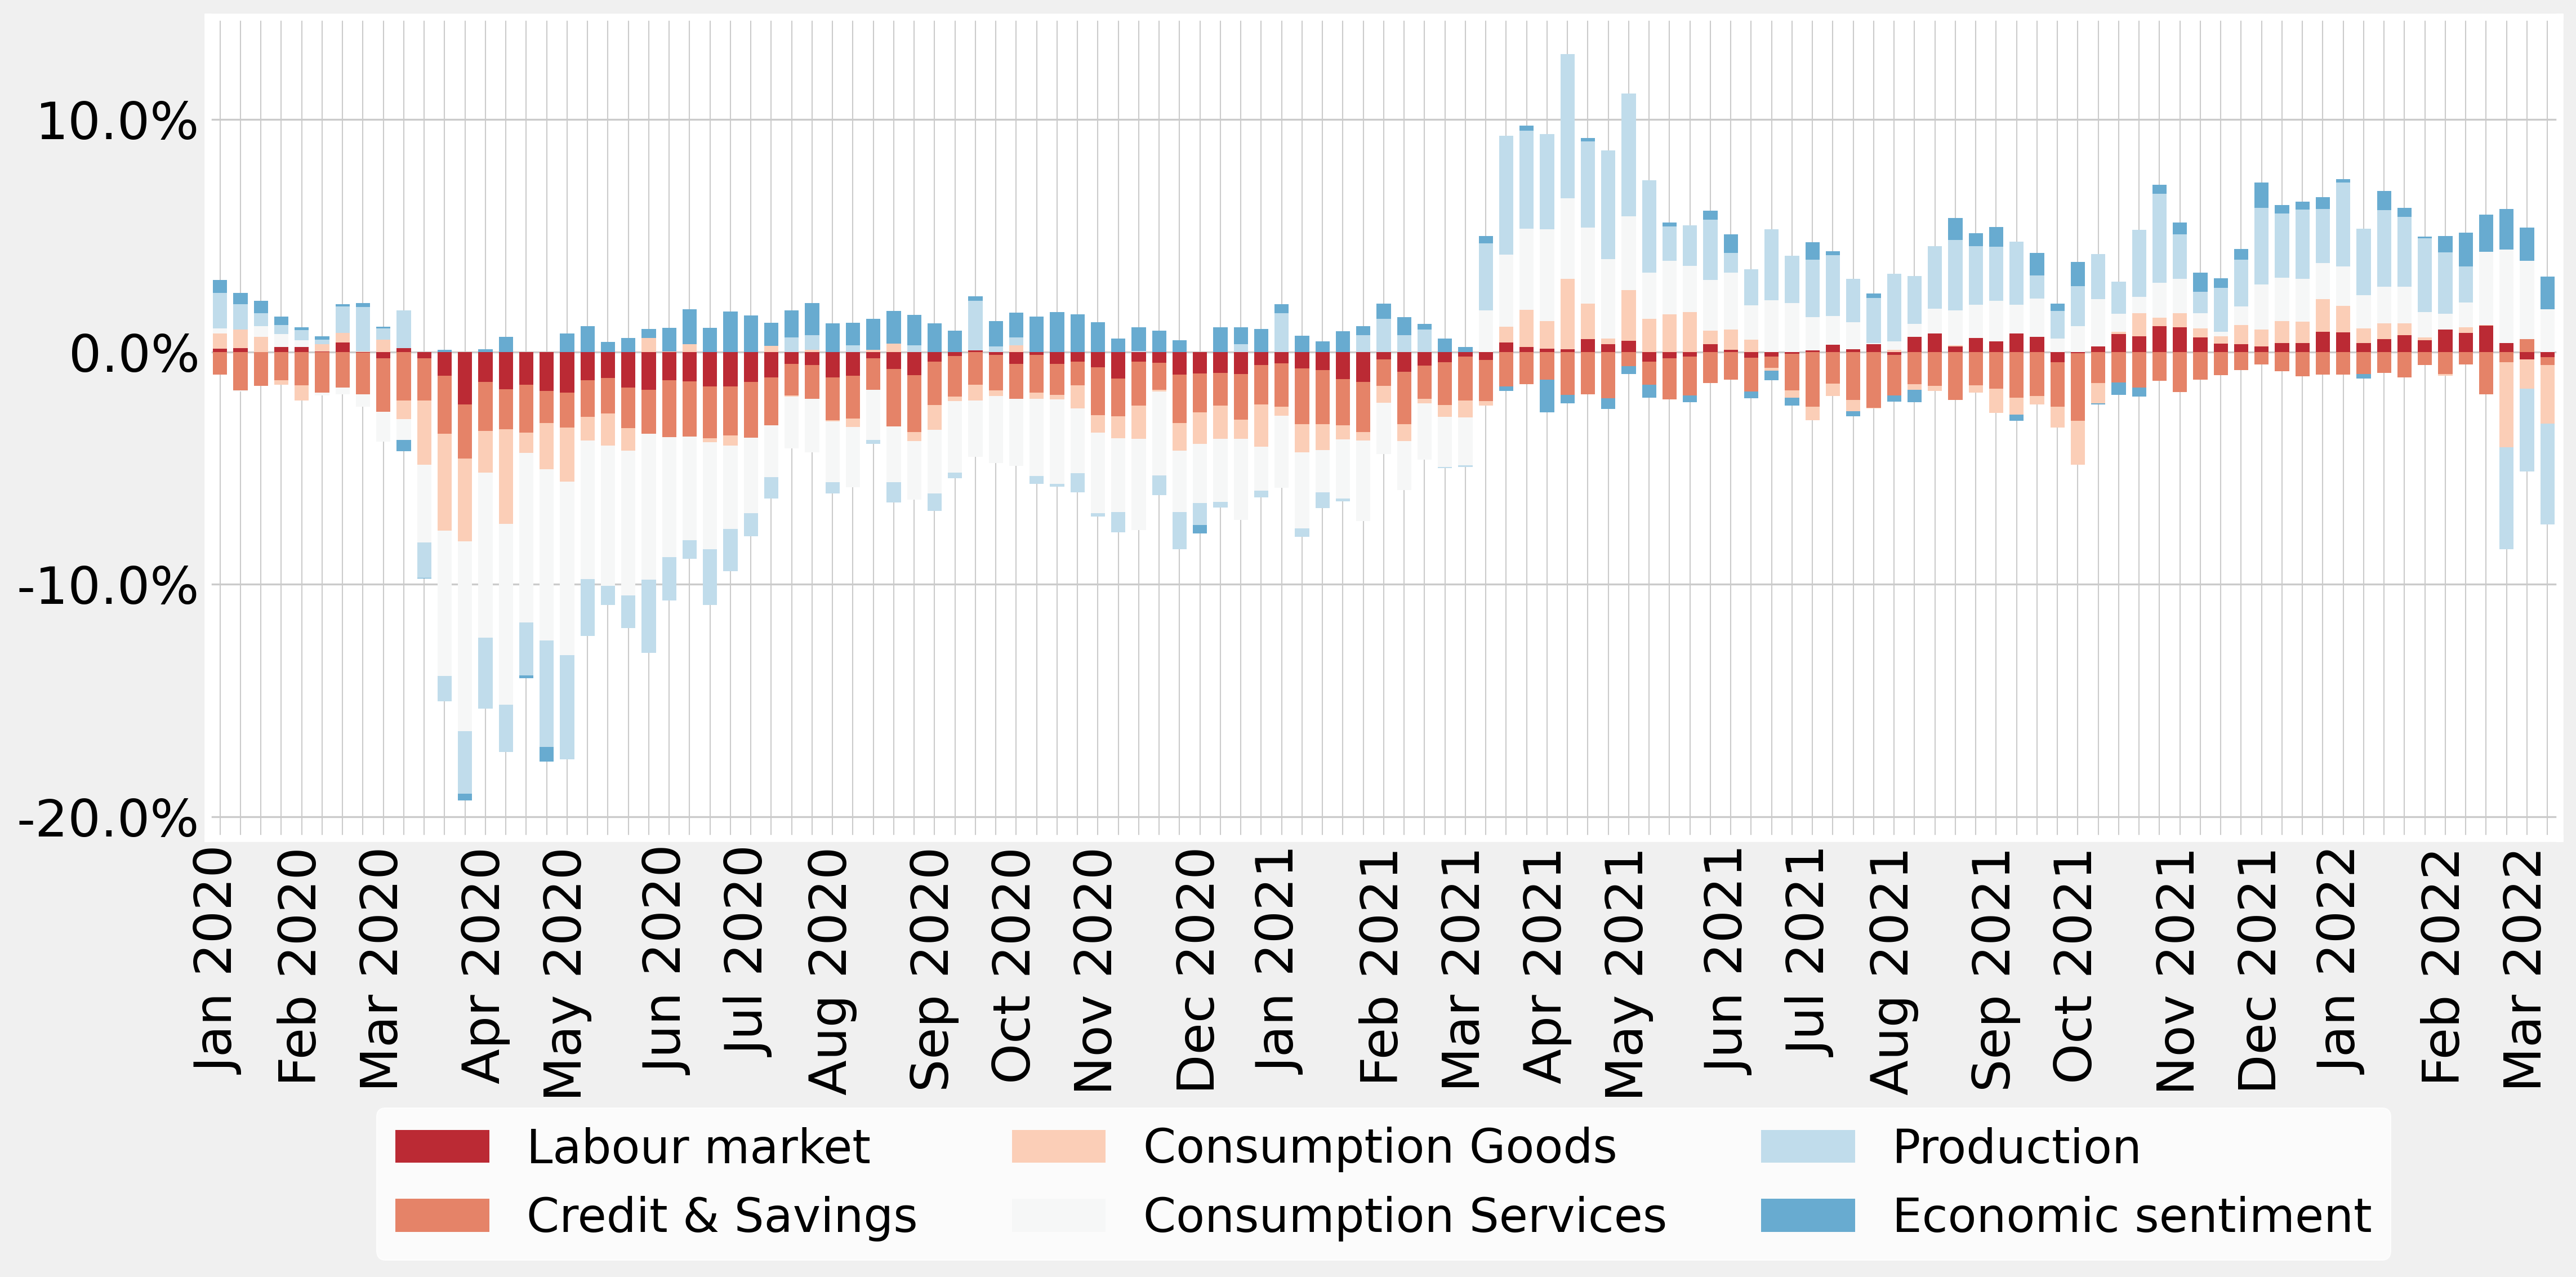 10.0%
0.0%
-10.0%
-20.0%
Jan 2020
Feb 2020
Mar 2020
Apr 2020
May 2020
Jun 2020
Jul 2020
Aug 2020
Sep 2020
Oct 2020
Nov 2020
Dec 2020
Jan 2021
Feb 2021
Mar 2021
Apr 2021
May 2021
Jun 2021
Jul 2021
Aug 2021
Sep 2021
Oct 2021
Nov 2021
Dec 2021
Jan 2022
Feb 2022
Mar 2022
Labour market
Credit & Savings
Consumption Goods
Consumption Services
Production
Economic sentiment